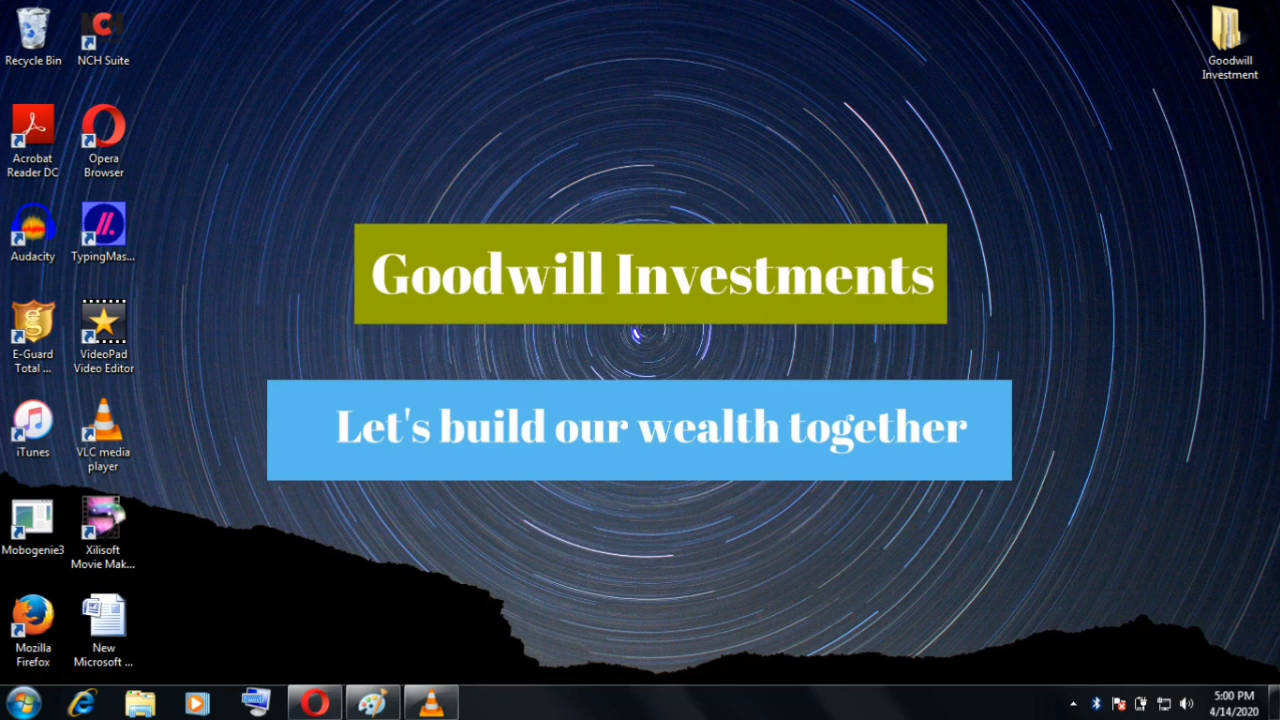 Recycle Bin
NCH Suite
Goodwill
Investment
Acrobat
Reader DC
Opera
Browser
Audacity
TypingMas...
Goodwill Investments
E-Guard
Total ...
VideoPad
Video Editor
Let's build our wealth together
iTunes
VLC media
player
Mobogenie3
Xilisoft
Movie Mak...
Mozilla
Firefox
New
Microsoft ...
5:00 PM
4/14/2020